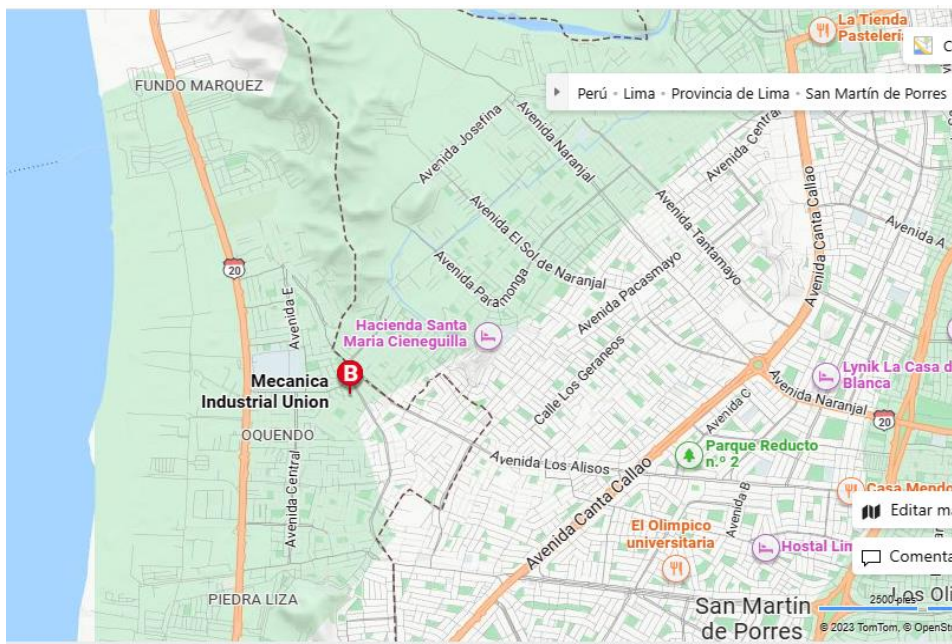 La Tienda
Pastelería
C
FUNDO MARQUEZ
Perú • Lima • Provincia de Lima • San Martín de Porres
Avenida Josefina
Avenida Naranjal
Avenida Central
Avenida Tantamayo
Avenida Canta Callao
Avenida A
Avenida El Sol de Naranjal
Avenida Paramonga
Avenida Pacasmayo
20
Avenida E
Hacienda Santa
Maria Cieneguilla
B
Mecanica
Industrial Union
Calle Los Geraneos
Lynik La Casa d
Blanca
Avenida Naranjal
20
Avenida C
OQUENDO
Parque Reducto
n.º 2
Avenida Los Alisos
Avenida Canta Callao
Avenida Central
Avenida B
Casa Mendo
Editar ma
El Olimpico
universitaria
Hostal Lim
Comenta
PIEDRA LIZA
San Martín
de Porres
2500 pies
Los Oli
© 2023 TomTom, © OpenStr